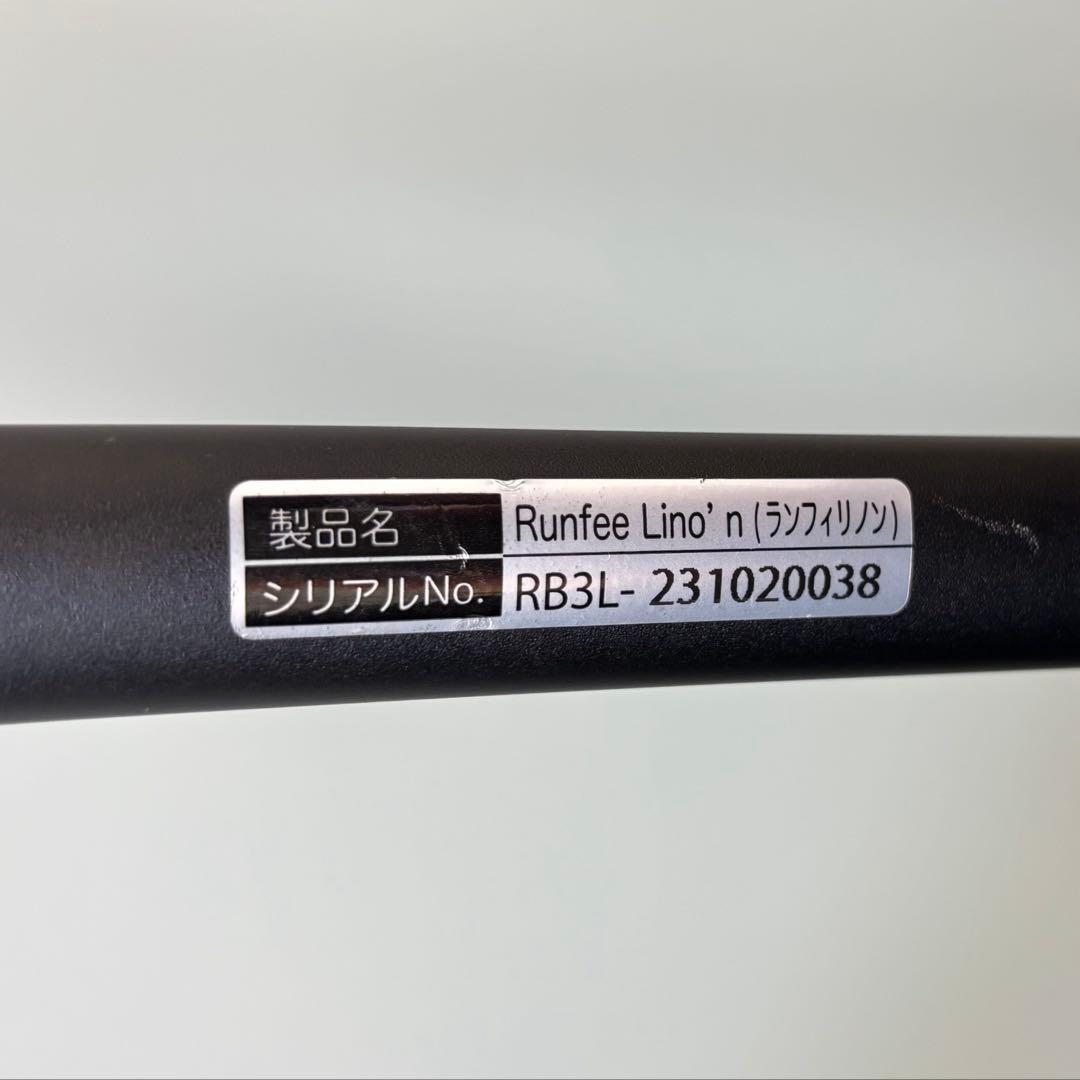 製品名 Runfee Lino' n (ランフィリノン)
シリアルNo. RB3L- 231020038